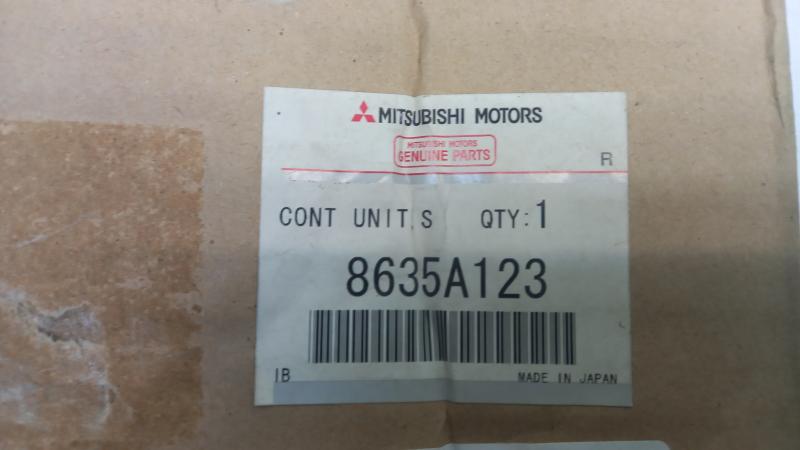 MITSUBISHI MOTORS
MITSUBISHI MOTORS
GENUINE PARTS
R
CONT UNIT,S QTY:1
8635A123
IB MADE IN JAPAN